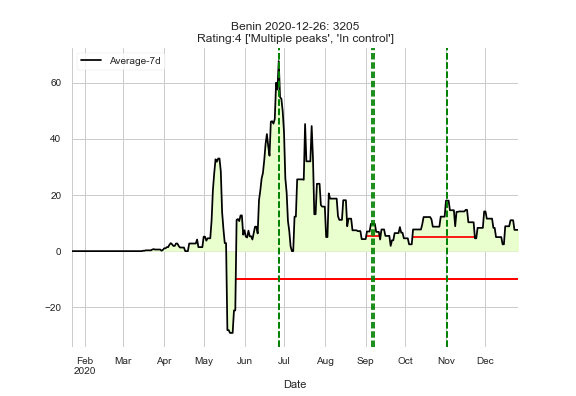 Benin 2020-12-26: 3205
Rating:4 ['Multiple peaks', 'In control']
Average-7d
60
40
20
0
−20
Feb Mar Apr May Jun Jul Aug Sep Oct Nov Dec
2020
Date